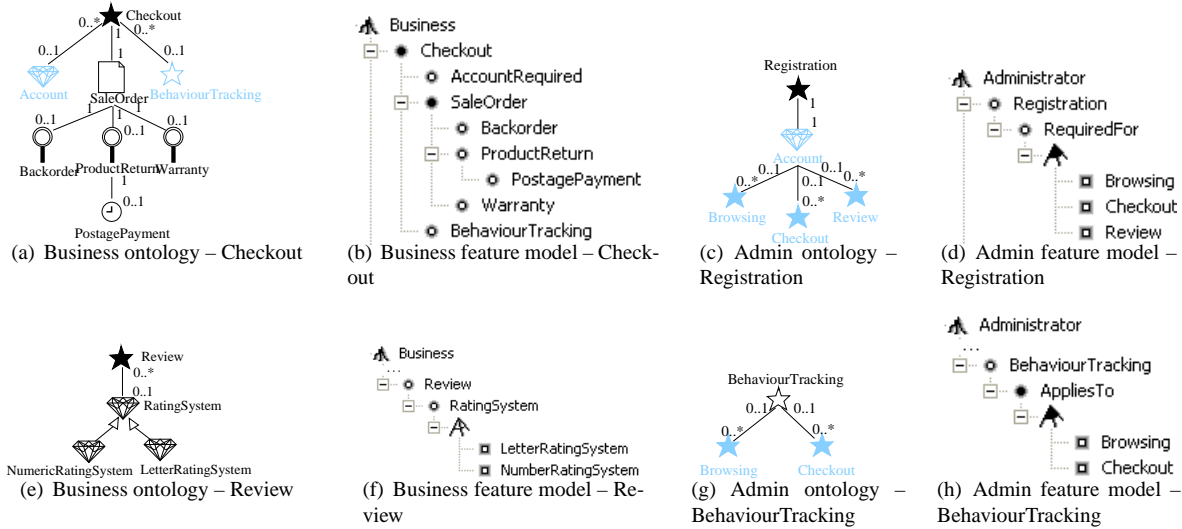 Checkout
0..*
1
0..*
0..1
1
0..1
Account
SaleOrder
BehaviourTracking
1
1
1
0..1
0..1
0..1
Backorder
ProductReturn
Warranty
1
0..1
PostagePayment
(a) Business ontology – Checkout
Business
Checkout
AccountRequired
SaleOrder
Backorder
ProductReturn
PostagePayment
Warranty
BehaviourTracking
(b) Business feature model – Check-
out
Registration
1
1
Account
0..1
0..1
0..1
0..*
0..*
0..*
Browsing
Checkout
Review
(c) Admin ontology –
Registration
Administrator
Registration
RequiredFor
Browsing
Checkout
Review
(d) Admin feature model –
Registration
Review
0..*
0..1
RatingSystem
NumericRatingSystem
LetterRatingSystem
(e) Business ontology – Review
Business
...
Review
RatingSystem
LetterRatingSystem
NumberRatingSystem
(f) Business feature model – Re-
view
BehaviourTracking
0..1
0..1
0..*
0..*
Browsing
Checkout
(g) Admin ontology –
BehaviourTracking
Administrator
...
BehaviourTracking
AppliesTo
Browsing
Checkout
(h) Admin feature model –
BehaviourTracking